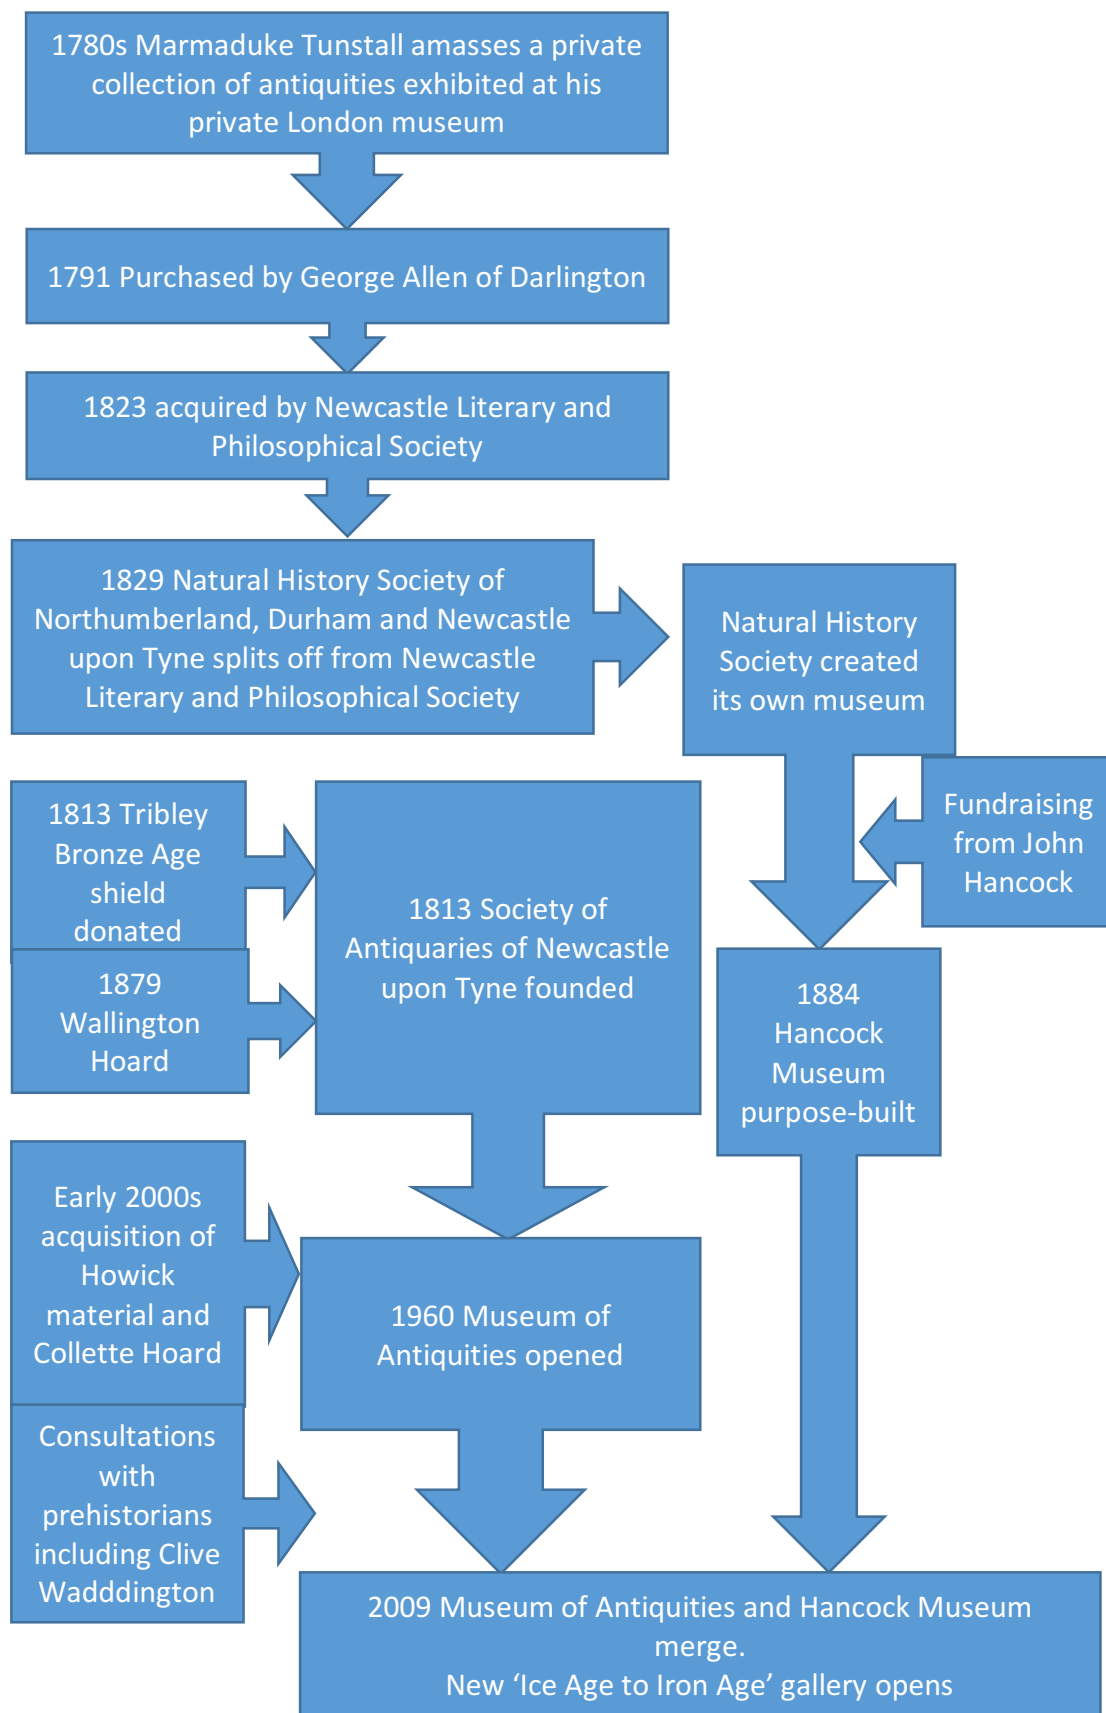 1780s Marmaduke Tunstall amasses a private
collection of antiquities exhibited at his
private London museum
1791 Purchased by George Allen of Darlington
1823 acquired by Newcastle Literary and
Philosophical Society
1829 Natural History Society of
Northumberland, Durham and Newcastle
upon Tyne splits off from Newcastle
Literary and Philosophical Society
Natural History
Society created
its own museum
Fundraising
from John
Hancock
1813 Tribley
Bronze Age
shield
donated
1879
Wallington
Hoard
1813 Society of
Antiquaries of Newcastle
upon Tyne founded
1884
Hancock
Museum
purpose-built
Early 2000s
acquisition of
Howick
material and
Collette Hoard
1960 Museum of
Antiquities opened
Consultations
with
prehistorians
including Clive
Wadddington
2009 Museum of Antiquities and Hancock Museum
merge.
New ‘Ice Age to Iron Age’ gallery opens